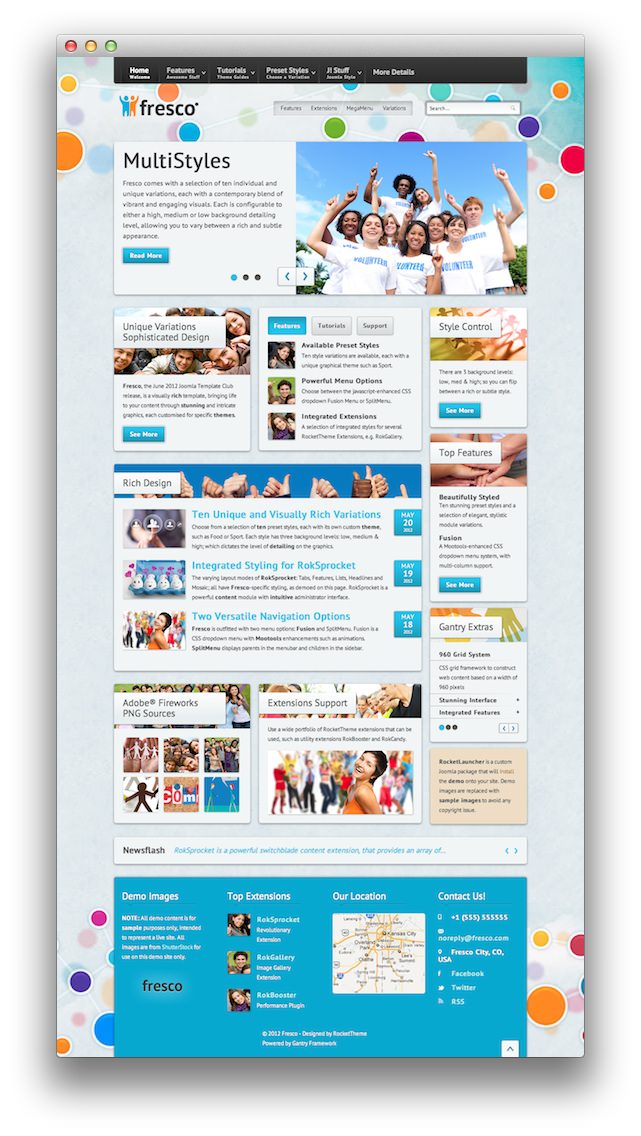 Home
Welcome
Features
Awesome Stuff
Tutorials
Theme Guides
Preset Styles
Choose a Variation
J! Stuff
Joomla Style
More Details
fresco
Features Extensions MegaMenu Variations
Search...
MultiStyles
Fresco comes with a selection of ten individual and
unique variations, each with a contemporary blend of
vibrant and engaging visuals. Each is configurable to
either a high, medium or low background detailing
level, allowing you to vary between a rich and subtle
appearance.
Read More
VOLUNTEER
VOLUNTEER
VOLUNTEER
Unique Variations
Sophisticated Design
Fresco, the June 2012 Joomla Template Club
release, is a visually rich template, bringing life
to your content through stunning and intricate
graphics, each customised for specific themes.
See More
Features Tutorials Support
Available Preset Styles
Ten style variations are available, each with a
unique graphical theme such as Sport.
Powerful Menu Options
Choose between the javascript-enhanced CSS
dropdown Fusion Menu or SplitMenu.
Integrated Extensions
A selection of integrated styles for several
RocketTheme Extensions, e.g. RokGallery.
Style Control
There are 3 background levels:
low, med & high; so you can flip
between a rich or subtle style.
See More
Rich Design
Ten Unique and Visually Rich Variations
Choose from a selection of ten preset styles, each with its own custom theme,
such as Food or Sport. Each style has three background levels: low, medium &
high; which dictates the level of detailing on the graphics.
MAY
20
2012
Integrated Styling for RokSprocket
The varying layout modes of RokSprocket: Tabs, Features, Lists, Headlines and
Mosaic; all have Fresco-specific styling, as demoed on this page. RokSprocket is a
powerful content module with intuitive administrator interface.
MAY
19
2012
Two Versatile Navigation Options
Fresco is outfitted with two menu options: Fusion and SplitMenu. Fusion is a
CSS dropdown menu with Mootools enhancements such as animations.
SplitMenu displays parents in the menubar and children in the sidebar.
MAY
18
2012
Top Features
Beautifully Styled
Ten stunning preset styles and a
selection of elegant, stylistic
module variations.
Fusion
A Mootools-enhanced CSS
dropdown menu system, with
multi-column support.
See More
Gantry Extras
960 Grid System
CSS grid framework to construct
web content based on a width of
960 pixels
Stunning Interface +
Integrated Features +
Adobe® Fireworks
PNG Sources
.com
Extensions Support
Use a wide portfolio of RocketTheme extensions that can be
used, such as utility extensions RokBooster and RokCandy.
RocketLauncher is a custom
Joomla package that will install
the demo onto your site. Demo
images are replaced with
sample images to avoid any
copyright issue.
Newsflash RokSprocket is a powerful switchblade content extension, that provides an array of...
Demo Images
NOTE: All demo content is for
sample purposes only, intended
to represent a live site. All
images are from ShutterStock for
use on this demo site only.
fresco
Top Extensions
RokSprocket
Revolutionary
Extension
RokGallery
Image Gallery
Extension
RokBooster
Performance Plugin
Our Location
Kansas City
Overland
Park
Olathe
Contact Us!
+1 (555) 555555
noreply@fresco.com
Fresco City, CO,
USA
Facebook
Twitter
RSS
© 2012 Fresco - Designed by RocketTheme
Powered by Gantry Framework